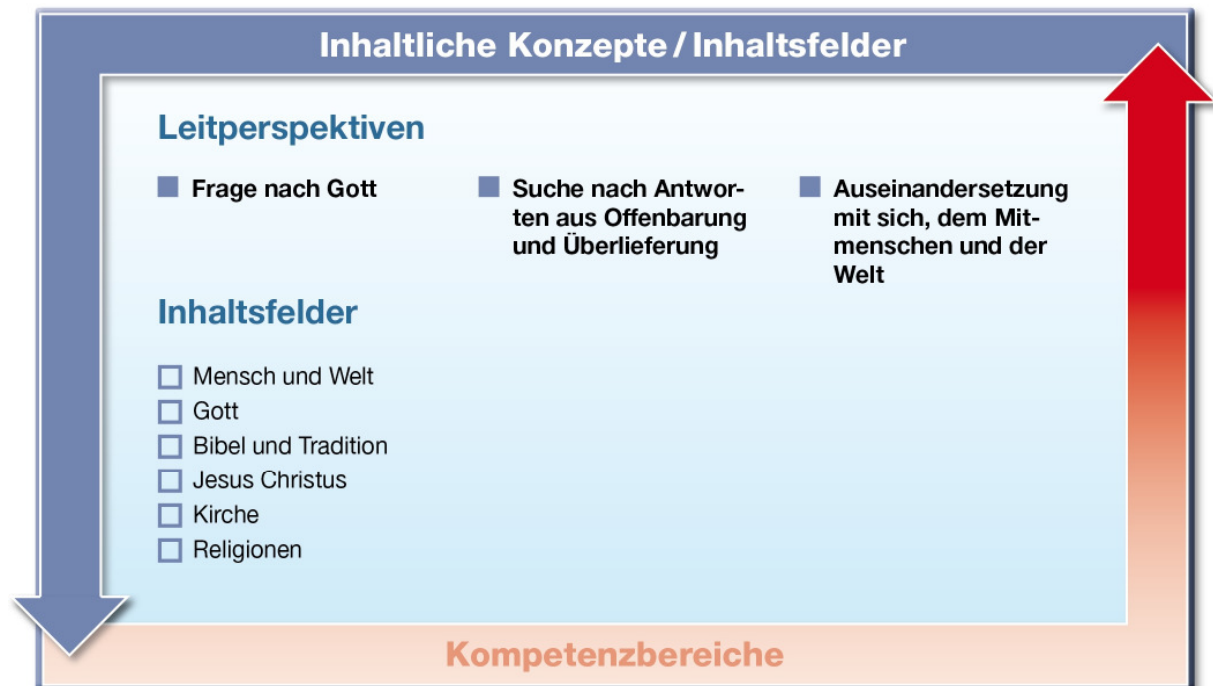 Inhaltliche Konzepte / Inhaltsfelder
Leitperspektiven
Frage nach Gott
Suche nach Antwor-
ten aus Offenbarung
und Überlieferung
Auseinandersetzung
mit sich, dem Mit-
menschen und der
Welt
Inhaltsfelder
Mensch und Welt
Gott
Bibel und Tradition
Jesus Christus
Kirche
Religionen
Kompetenzbereiche